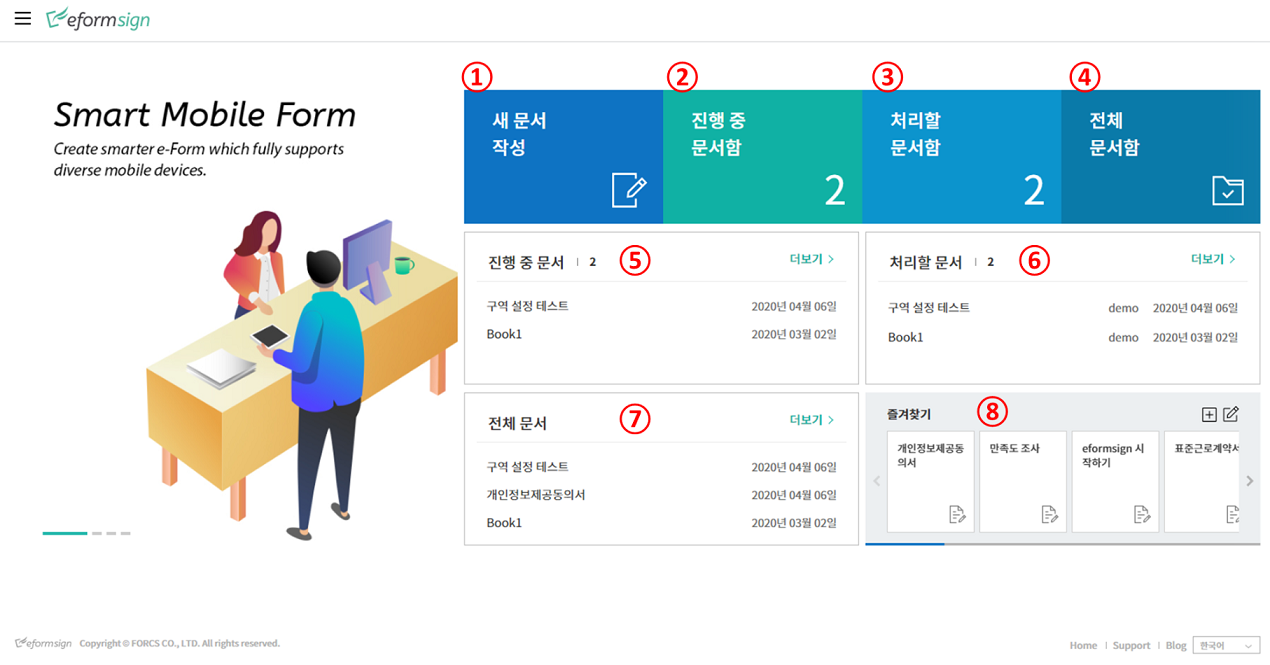 eformsign
Smart Mobile Form
Create smarter e-Form which fully supports
diverse mobile devices.
①
새 문서
작성
②
진행 중
문서함
2
③
처리할
문서함
2
④
전체
문서함
진행 중 문서 | 2
⑤
더보기 >
구역 설정 테스트 2020년 04월 06일
Book1 2020년 03월 02일
처리할 문서 | 2
⑥
더보기 >
구역 설정 테스트 demo 2020년 04월 06일
Book1 demo 2020년 03월 02일
전체 문서
⑦
더보기 >
구역 설정 테스트 2020년 04월 06일
개인정보제공동의서 2020년 04월 06일
Book1 2020년 03월 02일
즐겨찾기
⑧
개인정보제공동
의서
만족도 조사
eformsign 시
작하기
표준근로계약서
eformsign Copyright © FORCS CO., LTD. All rights reserved.
Home | Support | Blog 한국어